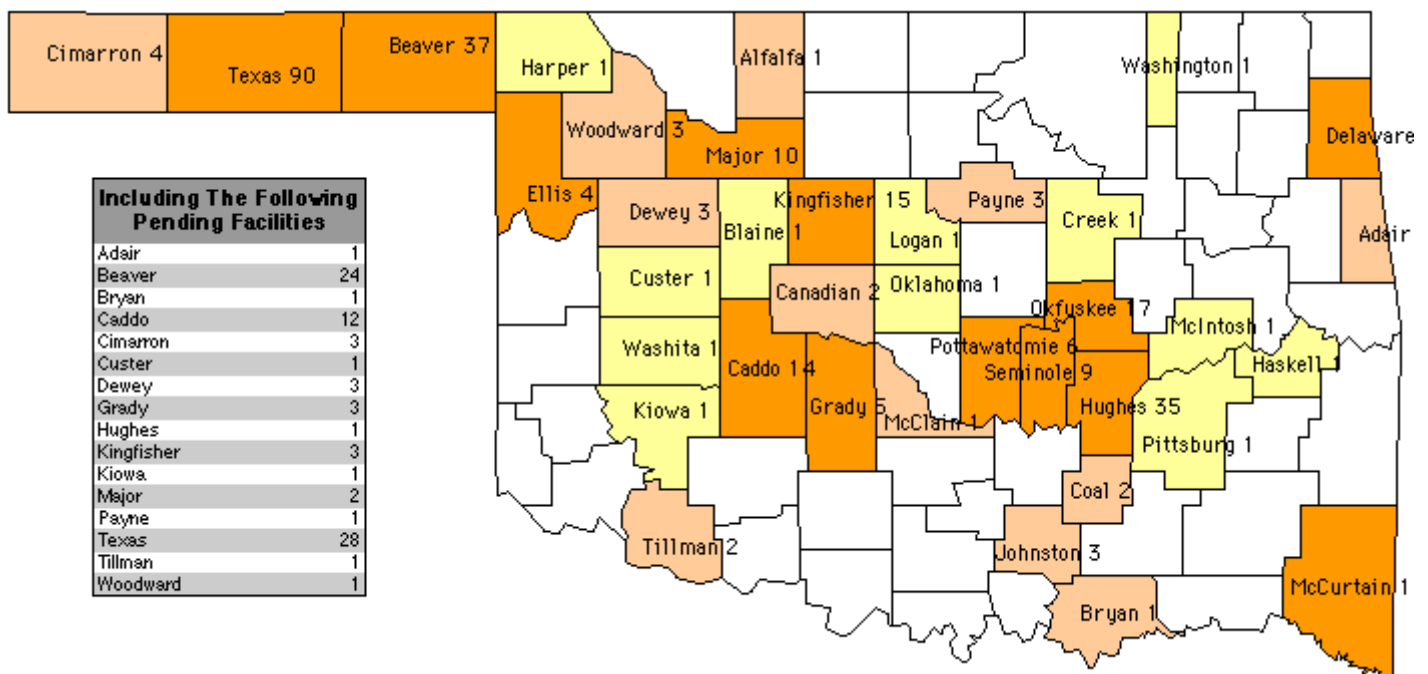 Cimarron 4
Texas 90
Beaver 37
Harper 1
Alfalfa 1
Washington 1
Woodward 3
Major 10
Delaware
Ellis 4
Dewey 3
Blaine 1
Kingfisher 15
Logan 1
Payne 3
Creek 1
Adair
Custer 1
Canadian 2
Oklahoma 1
Okfuskee 17
McIntosh 1
Washita 1
Caddo 14
Pottawatomie 6
Seminole 9
Haskell 1
Kiowa 1
Grady 5
McClain 1
Hughes 35
Pittsburg 1
Coal 2
Tillman 2
Johnston 3
McCurtain 1
Bryan 1
Including The Following
Pending Facilities
Adair 1
Beaver 24
Bryan 1
Caddo 12
Cimarron 3
Custer 1
Dewey 3
Grady 3
Hughes 1
Kingfisher 3
Kiowa 1
Major 2
Payne 1
Texas 28
Tillman 1
Woodward 1